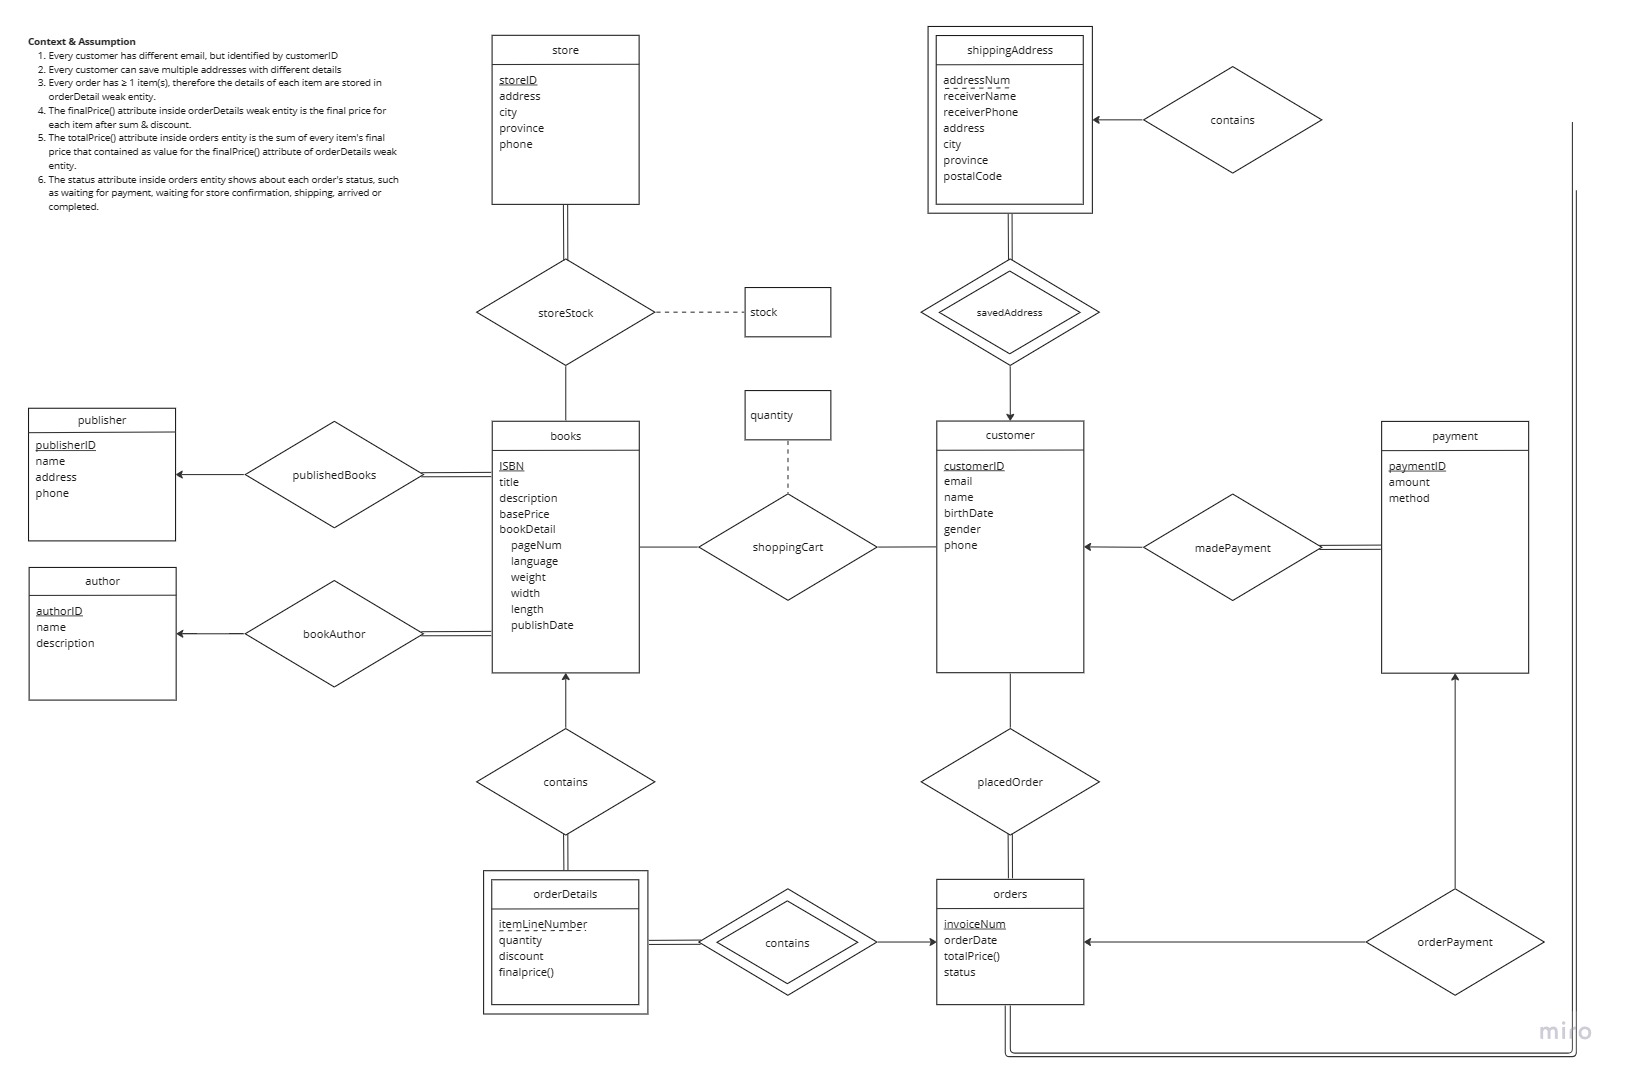 Context & Assumption
1. Every customer has different email, but identified by customerID
2. Every customer can save multiple addresses with different details
3. Every order has ≥ 1 item(s), therefore the details of each item are stored in
orderDetail weak entity.
4. The finalPrice() attribute inside orderDetails weak entity is the final price for
each item after sum & discount.
5. The totalPrice() attribute inside orders entity is the sum of every item's final
price that contained as value for the finalPrice() attribute of orderDetails weak
entity.
6. The status attribute inside orders entity shows about each order's status, such
as waiting for payment, waiting for store confirmation, shipping, arrived or
completed.
store
storeID
address
city
province
phone
shippingAddress
addressNum
receiverName
receiverPhone
address
city
province
postalCode
contains
storeStock
stock
savedAddress
publisher
publisherID
name
address
phone
publishedBooks
books
ISBN
title
description
basePrice
bookDetail
pageNum
language
weight
width
length
publishDate
quantity
shoppingCart
customer
customerID
email
name
birthDate
gender
phone
madePayment
payment
paymentID
amount
method
author
authorID
name
description
bookAuthor
contains
placedOrder
orderDetails
itemLineNumber
quantity
discount
finalprice()
contains
orders
invoiceNum
orderDate
totalPrice()
status
orderPayment
miro